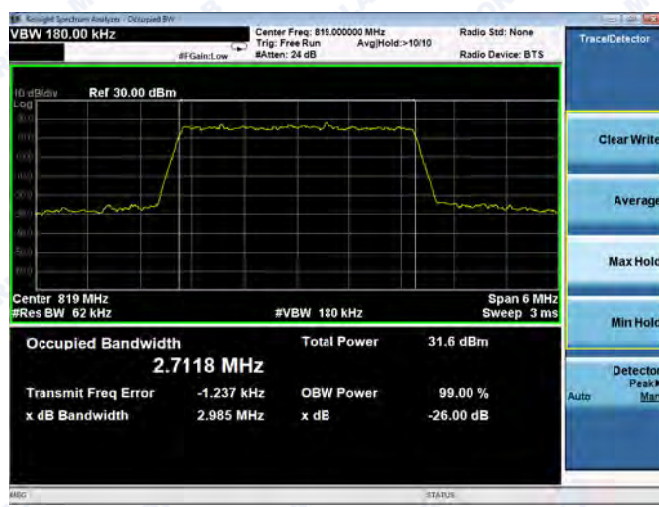 Keysight Spectrum Analyzer - Occupied BW
VBW 180.00 kHz
#IFGain:Low
Center Freq: 819.000000 MHz
Trig: Free Run
Avg|Hold:>10/10
#Atten: 24 dB
Radio Std: None
Radio Device: BTS
10 dB/div
Ref 30.00 dBm
Log
Center 819 MHz
Span 6 MHz
#Res BW 62 kHz
#VBW 180 kHz
Sweep 3 ms
Occupied Bandwidth
2.7118 MHz
Total Power
31.6 dBm
Transmit Freq Error
-1.237 kHz
OBW Power
99.00 %
x dB Bandwidth
2.985 MHz
x dB
-26.00 dB
MSG
STATUS
Trace/Detector
Clear Write
Average
Max Hold
Min Hold
Detector
Peak
Auto
Man